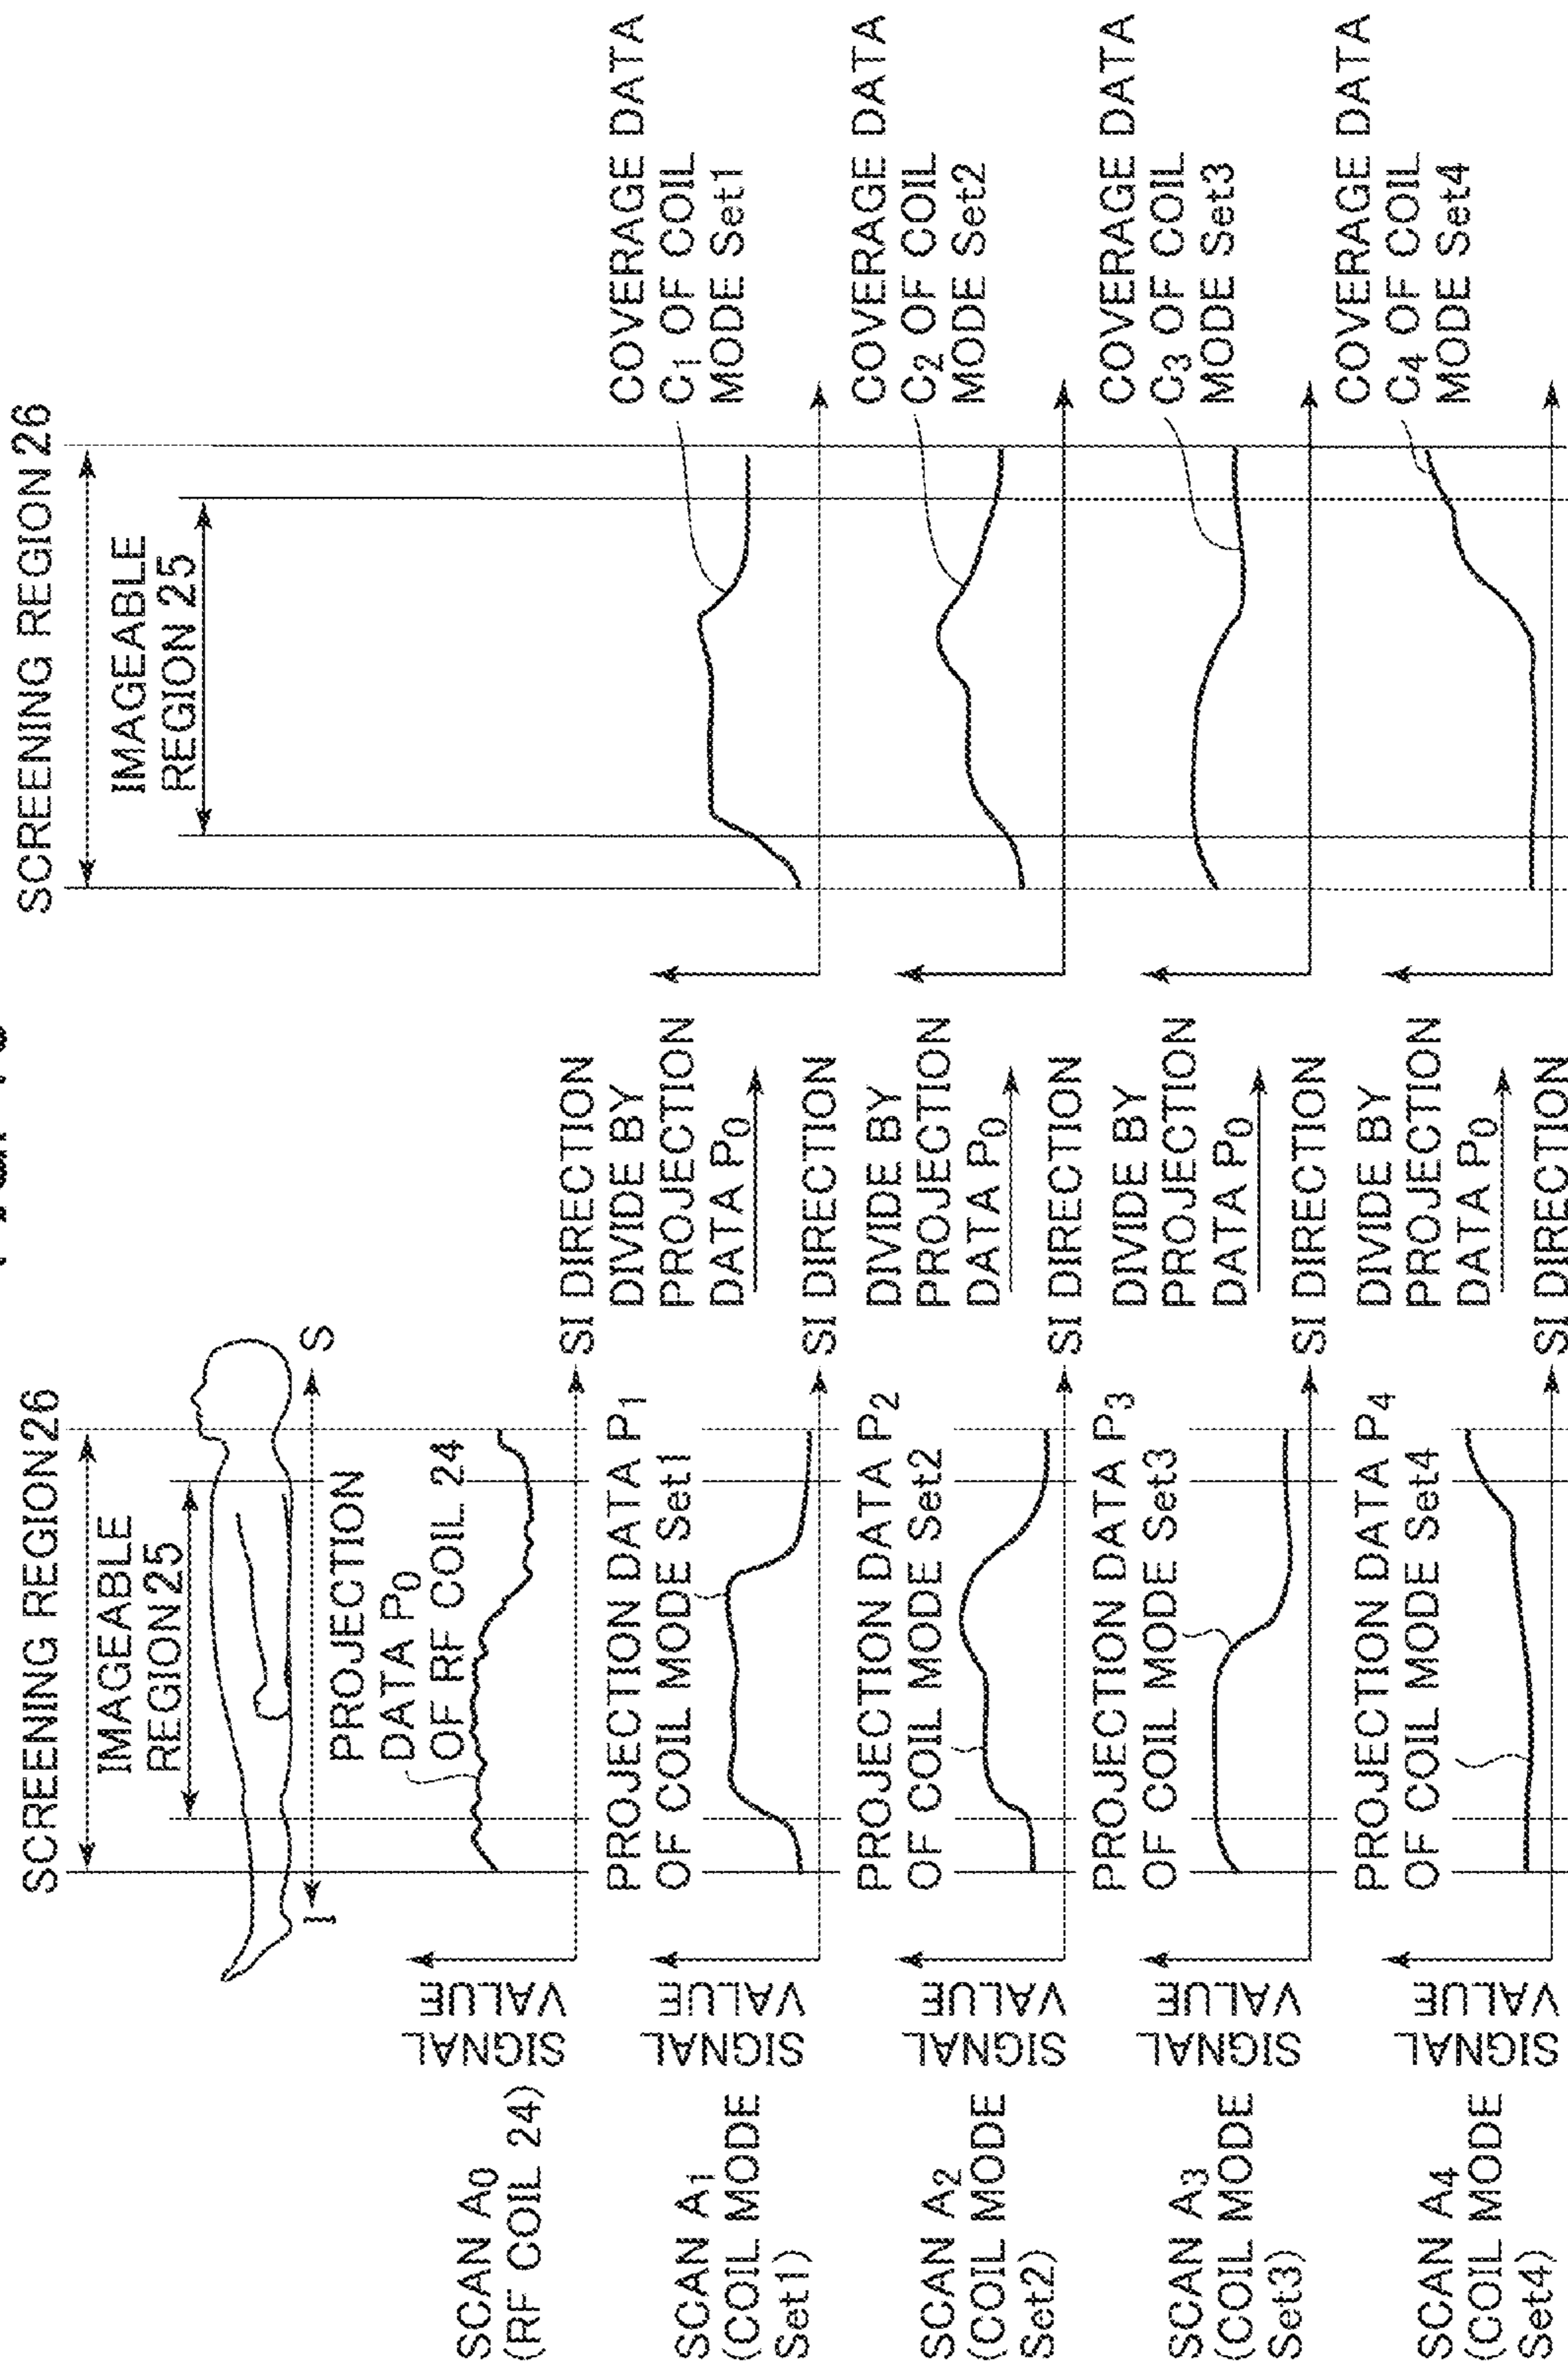 SCREENING REGION26
IMAGEABLE
REGION25
I
S
SCREENING REGION 26
IMAGEABLE
REGION 25
SCAN A0
(RF COIL 24)
SIGNAL
VALUE
PROJECTION
DATA P0
OF RF COIL 24
SI DIRECTION
SCAN A1
(COIL MODE
Set1)
SIGNAL
VALUE
PROJECTION DATA P1
OF COIL MODE Set1
SI DIRECTION
DIVIDE BY
PROJECTION
DATA P0
COVERAGE DATA
C1 OF COIL
MODE Set1
SCAN A2
(COIL MODE
Set2)
SIGNAL
VALUE
PROJECTION DATA P2
OF COIL MODE Set2
SI DIRECTION
DIVIDE BY
PROJECTION
DATA P0
COVERAGE DATA
C2 OF COIL
MODE Set2
SCAN A3
(COIL MODE
Set3)
SIGNAL
VALUE
PROJECTION DATA P3
OF COIL MODE Set3
SI DIRECTION
DIVIDE BY
PROJECTION
DATA P0
COVERAGE DATA
C3 OF COIL
MODE Set3
SCAN A4
(COIL MODE
Set4)
SIGNAL
VALUE
PROJECTION DATA P4
OF COIL MODE Set4
SI DIRECTION
DIVIDE BY
PROJECTION
DATA P0
COVERAGE DATA
C4 OF COIL
MODE Set4